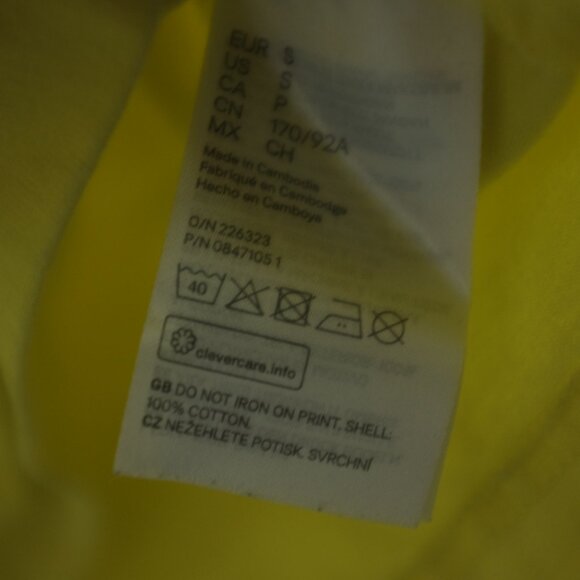 EUR S
US S
CA P
CN 170/92A
MX CH
Made in Cambodia
Fabriqué en Cambodge
Hecho en Camboya
O/N 226323
P/N 0847105 1
40
clevercare.info
GB DO NOT IRON ON PRINT. SHELL:
100% COTTON.
CZ NEŽEHLETE POTISK. SVRCHNÍ